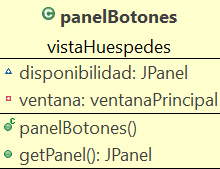 C panelBotones
vistaHuespedes
disponibilidad: JPanel
ventana: ventanaPrincipal
c panelBotones()
getPanel(): JPanel